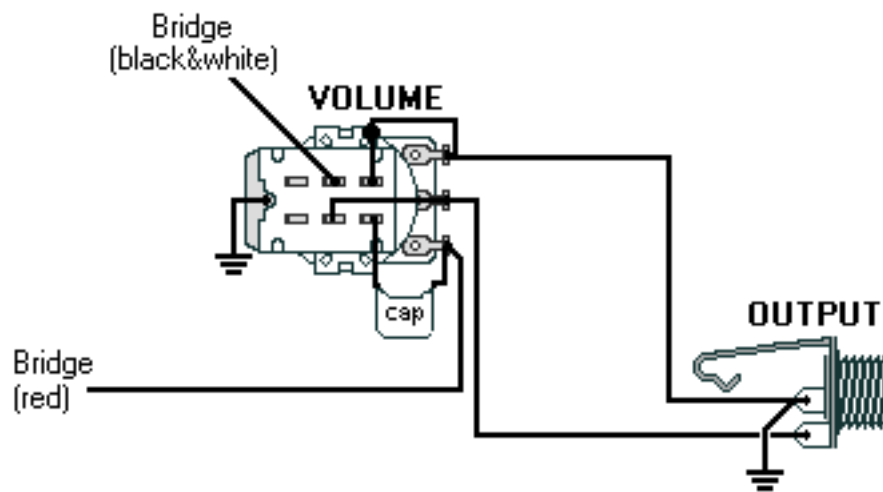 Bridge
(black&white)
VOLUME
cap
OUTPUT
Bridge
(red)